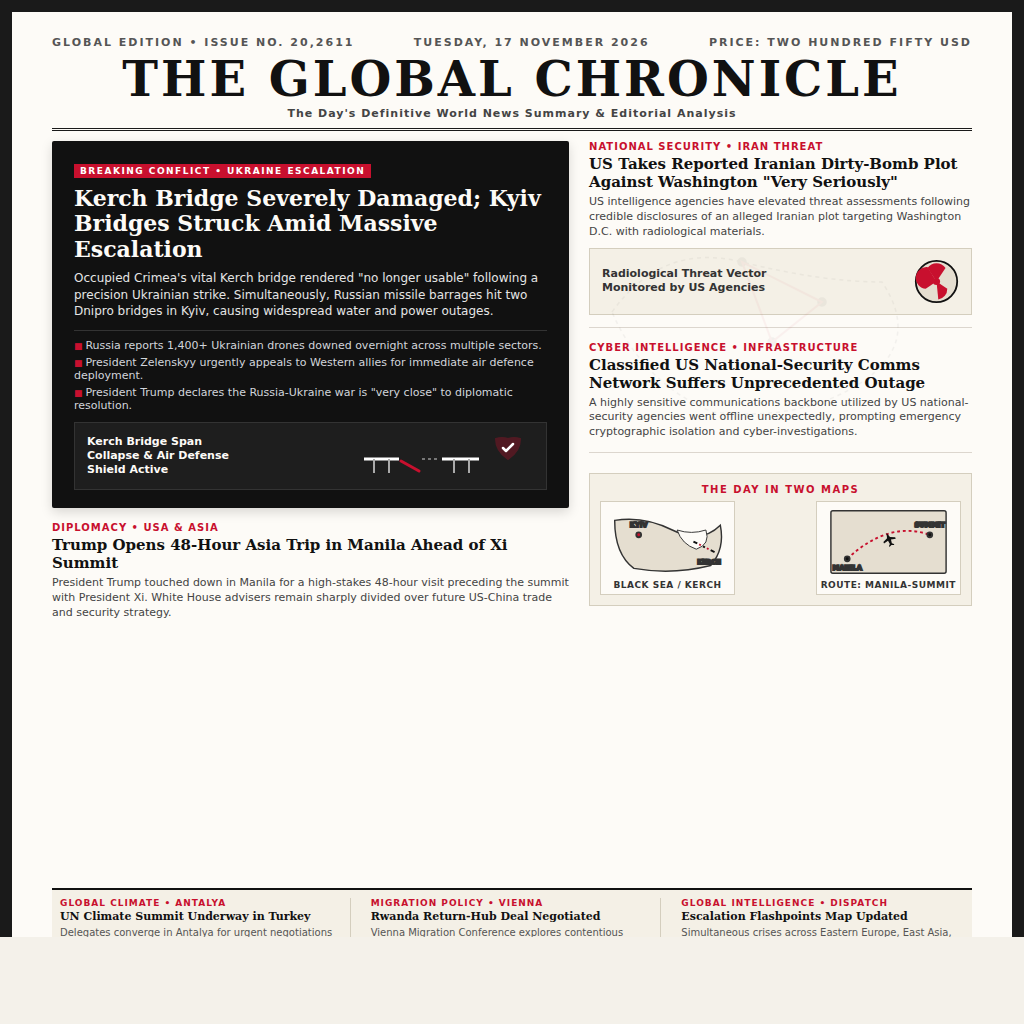 GLOBAL EDITION • ISSUE NO. 20,2611
TUESDAY, 17 NOVEMBER 2026
PRICE: TWO HUNDRED FIFTY USD
THE GLOBAL CHRONICLE
The Day's Definitive World News Summary & Editorial Analysis
BREAKING CONFLICT • UKRAINE ESCALATION
Kerch Bridge Severely Damaged; Kyiv
Bridges Struck Amid Massive
Escalation
Occupied Crimea's vital Kerch bridge rendered "no longer usable" following a
precision Ukrainian strike. Simultaneously, Russian missile barrages hit two
Dnipro bridges in Kyiv, causing widespread water and power outages.
■ Russia reports 1,400+ Ukrainian drones downed overnight across multiple sectors.
■ President Zelenskyy urgently appeals to Western allies for immediate air defence
deployment.
■ President Trump declares the Russia-Ukraine war is "very close" to diplomatic
resolution.
Kerch Bridge Span
Collapse & Air Defense
Shield Active
DIPLOMACY • USA & ASIA
Trump Opens 48-Hour Asia Trip in Manila Ahead of Xi
Summit
President Trump touched down in Manila for a high-stakes 48-hour visit preceding the summit
with President Xi. White House advisers remain sharply divided over future US-China trade
and security strategy.
NATIONAL SECURITY • IRAN THREAT
US Takes Reported Iranian Dirty-Bomb Plot
Against Washington "Very Seriously"
US intelligence agencies have elevated threat assessments following
credible disclosures of an alleged Iranian plot targeting Washington
D.C. with radiological materials.
Radiological Threat Vector
Monitored by US Agencies
CYBER INTELLIGENCE • INFRASTRUCTURE
Classified US National-Security Comms
Network Suffers Unprecedented Outage
A highly sensitive communications backbone utilized by US national-
security agencies went offline unexpectedly, prompting emergency
cryptographic isolation and cyber-investigations.
THE DAY IN TWO MAPS
KYIV
KERCH
BLACK SEA / KERCH
SUMMIT
MANILA
ROUTE: MANILA-SUMMIT
GLOBAL CLIMATE • ANTALYA
UN Climate Summit Underway in Turkey
Delegates converge in Antalya for urgent negotiations
MIGRATION POLICY • VIENNA
Rwanda Return-Hub Deal Negotiated
Vienna Migration Conference explores contentious
GLOBAL INTELLIGENCE • DISPATCH
Escalation Flashpoints Map Updated
Simultaneous crises across Eastern Europe, East Asia,